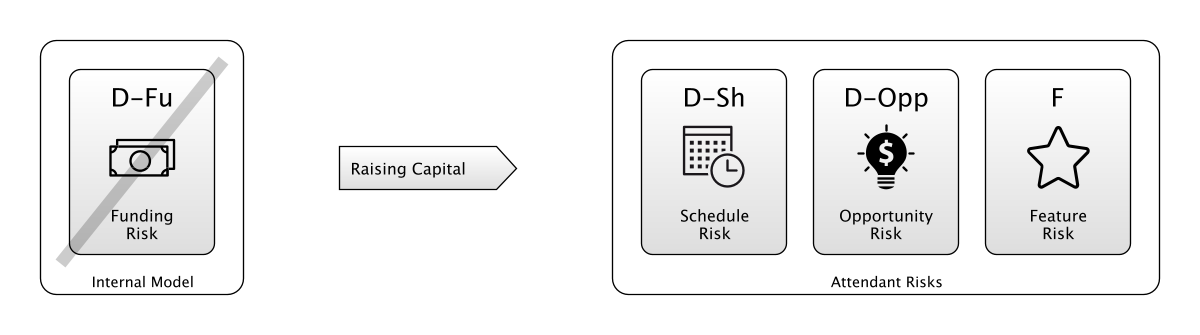 D-Fu
Funding
Risk
Internal Model
Raising Capital
D-Sh
Schedule
Risk
D-Opp
$
Opportunity
Risk
F
Feature
Risk
Attendant Risks